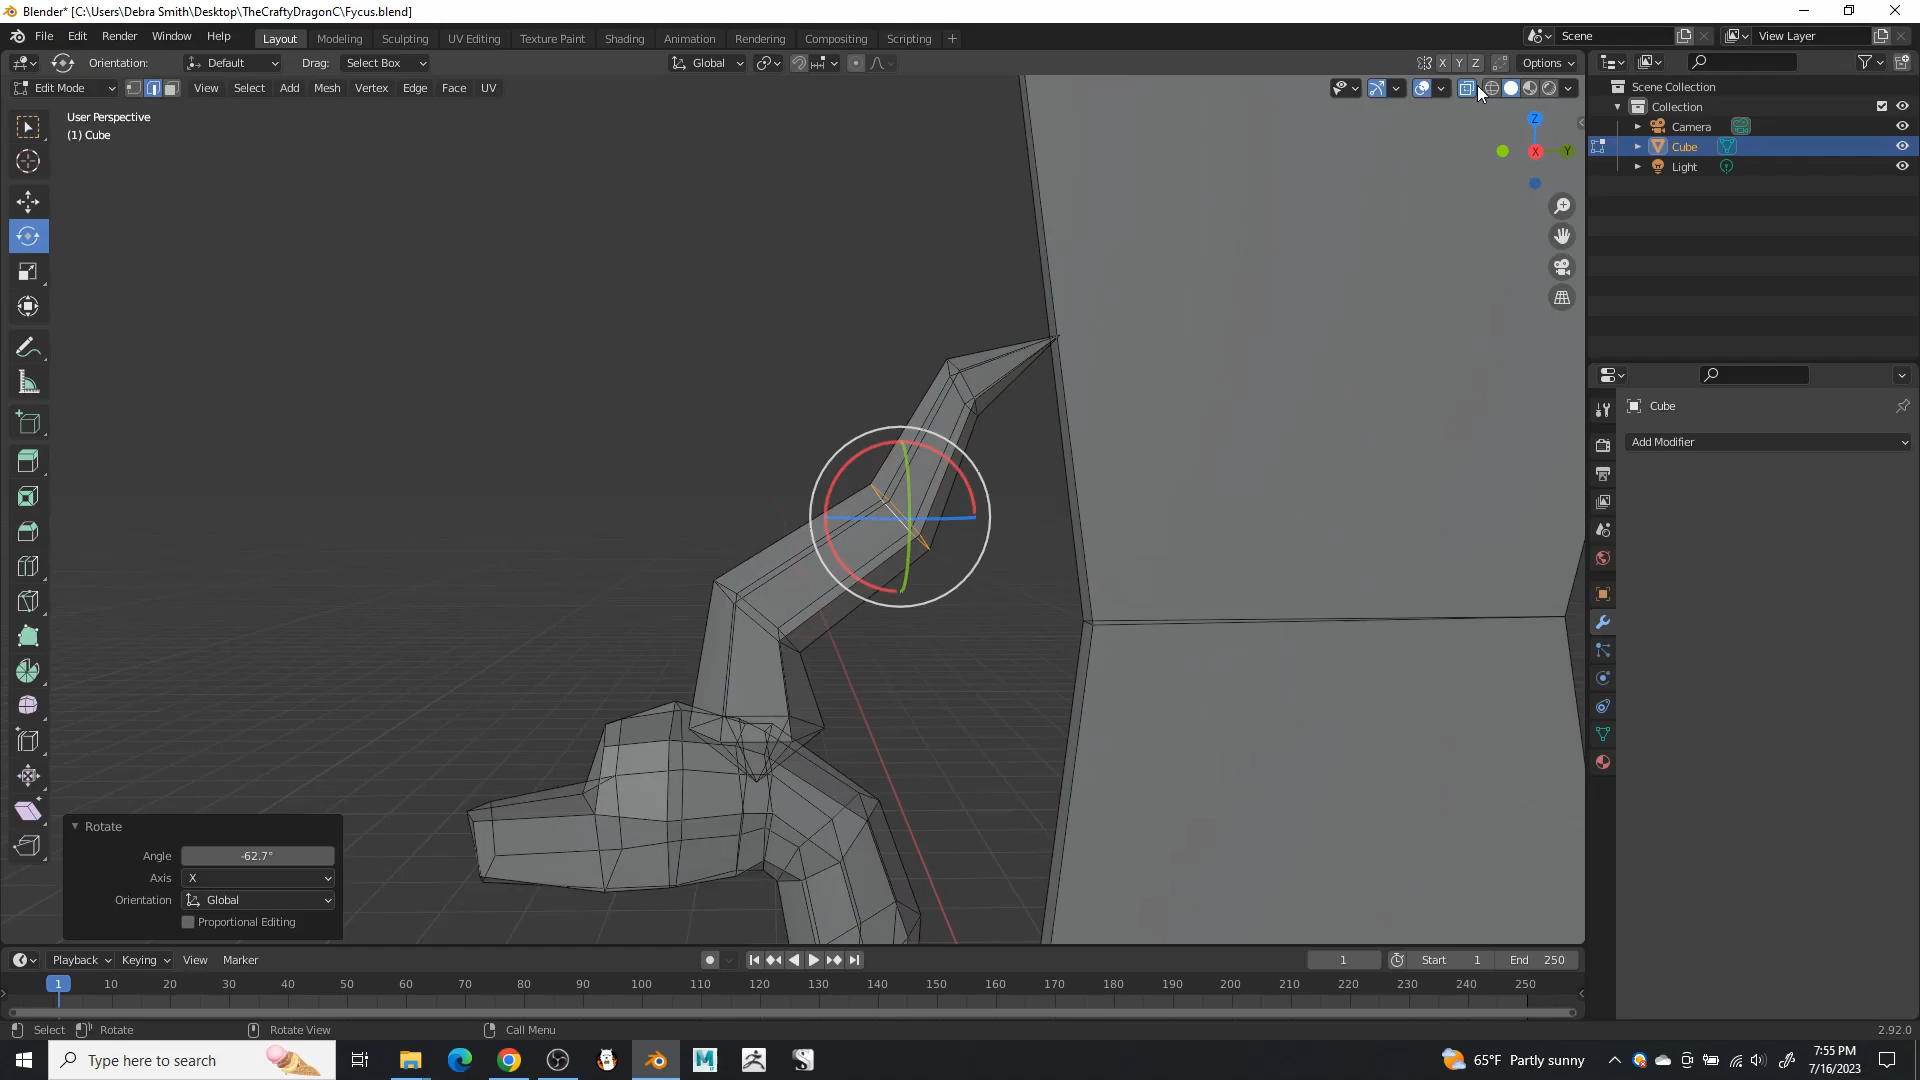 Blender* [C:\Users\Debra Smith\Desktop\TheCraftyDragonC\Fycus.blend]
File Edit Render Window Help Layout Modeling Sculpting UV Editing Texture Paint Shading Animation Rendering Compositing Scripting + Scene View Layer
Orientation: Default Drag: Select Box Global X Y Z Options
Edit Mode View Select Add Mesh Vertex Edge Face UV
User Perspective
(1) Cube
Z
X
Y
Scene Collection
Collection
Camera
Cube
Light
Cube
Add Modifier
Rotate
Angle -62.7°
Axis X
Orientation Global
Proportional Editing
Playback Keying View Marker 1 Start 1 End 250
1 10 20 30 40 50 60 70 80 90 100 110 120 130 140 150 160 170 180 190 200 210 220 230 240 250
Select Rotate Rotate View Call Menu 2.92.0
Type here to search 65°F Partly sunny 7:55 PM
7/16/2023